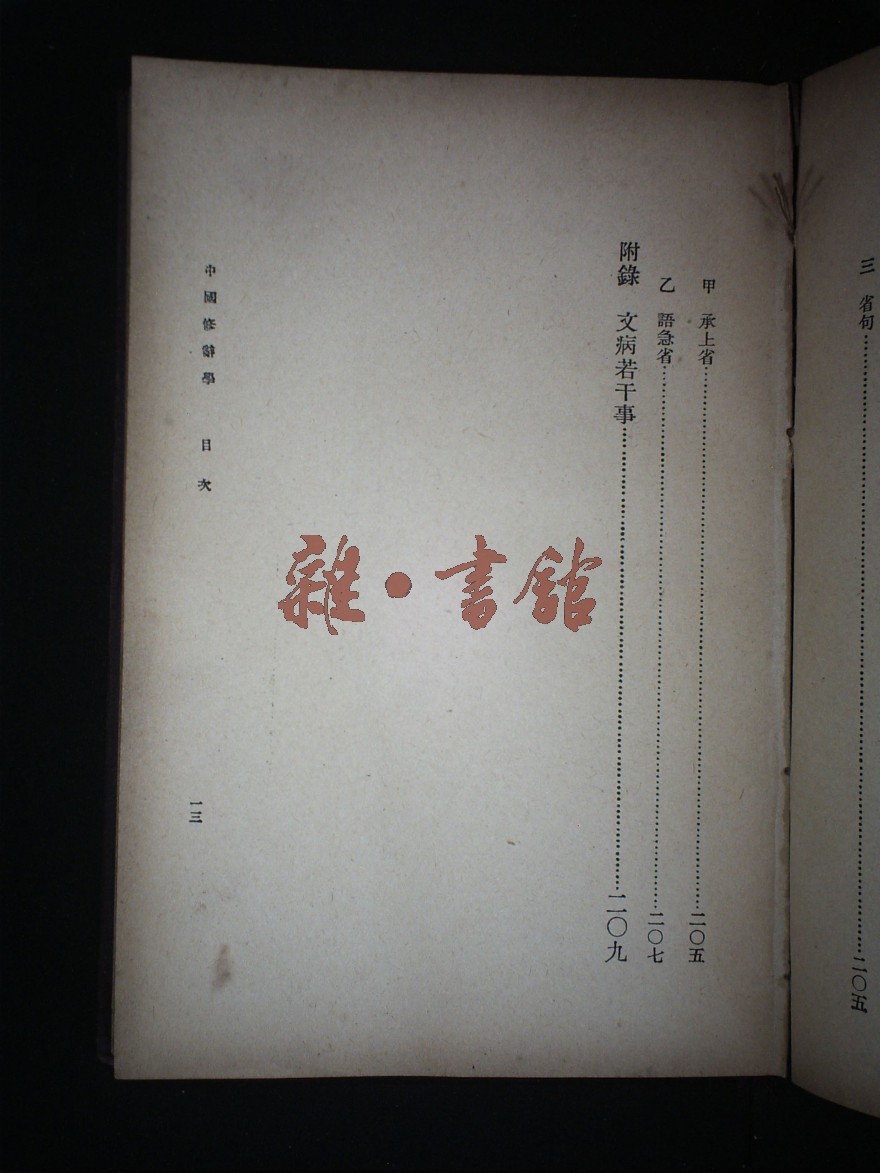 三 省句⋯⋯⋯⋯⋯⋯⋯⋯⋯⋯二〇五
甲 承上省⋯⋯⋯⋯⋯⋯⋯⋯⋯⋯二〇五
乙 語急省⋯⋯⋯⋯⋯⋯⋯⋯⋯⋯二〇七
附錄 文病若干事⋯⋯⋯⋯⋯⋯⋯⋯⋯⋯二〇九
中國修辭學 目次
一三
雜·書館